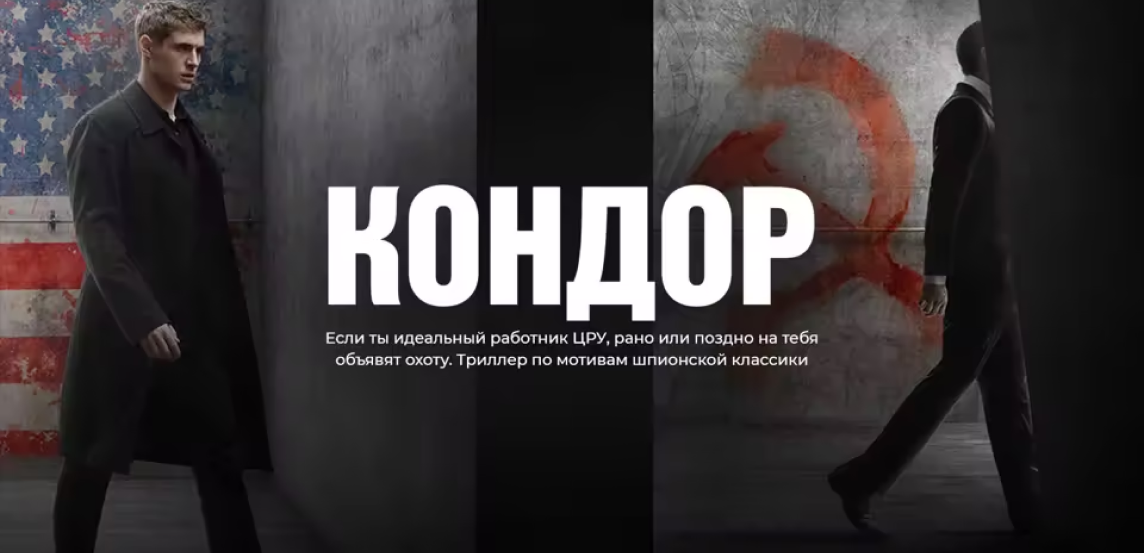 КОНДОР
Если ты идеальный работник ЦРУ, рано или поздно на тебя
объявят охоту. Триллер по мотивам шпионской классики